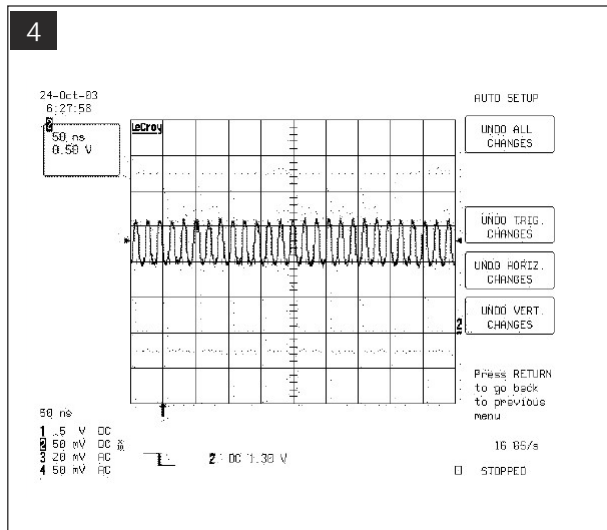 4
24-Oct-03
6:27:58
2
50 ns
0.50 V
LeCroy
AUTO SETUP
UNDO ALL
CHANGES
UNDO TRIG.
CHANGES
UNDO HORIZ.
CHANGES
UNDO VERT.
CHANGES
2
Press RETURN
to go back
to previous
menu
50 ns
1 .5 V DC
2 50 mV DC
3 20 mV AC
4 50 mV AC
2 DC 1.38 V
16 GS/s
STOPPED